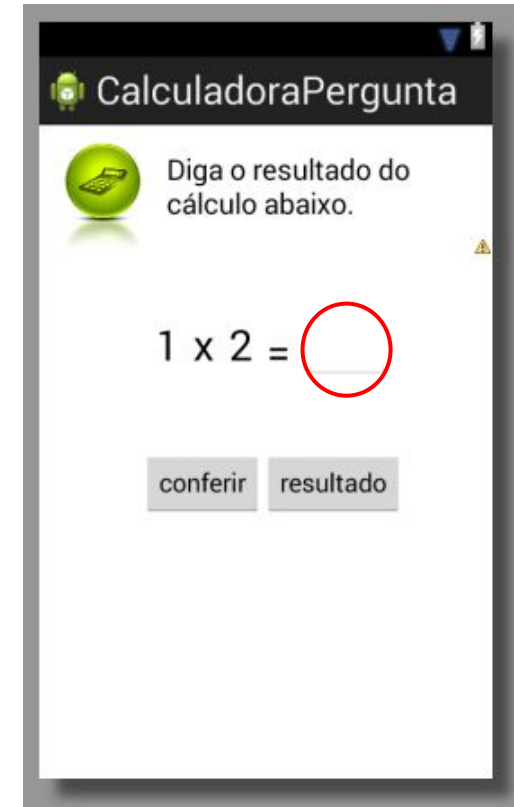 CalculadoraPergunta
Diga o resultado do
cálculo abaixo.
1 x 2 =
conferir resultado